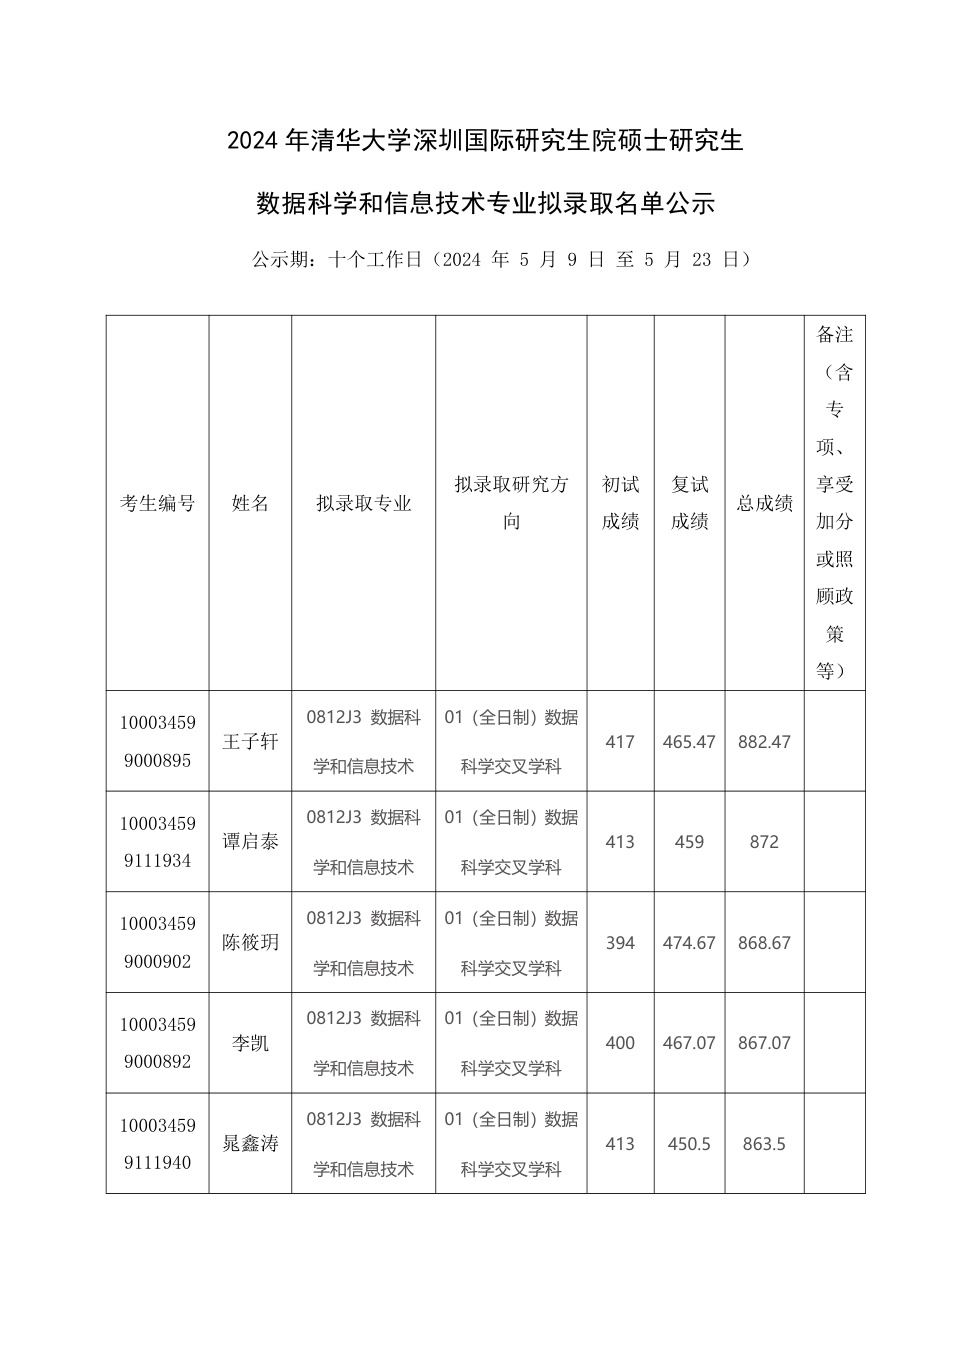 2024 年清华大学深圳国际研究生院硕士研究生
数据科学和信息技术专业拟录取名单公示
公示期：十个工作日（2024 年 5 月 9 日 至 5 月 23 日）
考生编号
姓名
拟录取专业
拟录取研究方
向
初试
成绩
复试
成绩
总成绩
备注
（含
专
项、
享受
加分
或照
顾政
策
等）
10003459
9000895
王子轩
0812J3 数据科
学和信息技术
01（全日制）数据
科学交叉学科
417
465.47
882.47
10003459
9111934
谭启泰
0812J3 数据科
学和信息技术
01（全日制）数据
科学交叉学科
413
459
872
10003459
9000902
陈筱玥
0812J3 数据科
学和信息技术
01（全日制）数据
科学交叉学科
394
474.67
868.67
10003459
9000892
李凯
0812J3 数据科
学和信息技术
01（全日制）数据
科学交叉学科
400
467.07
867.07
10003459
9111940
晁鑫涛
0812J3 数据科
学和信息技术
01（全日制）数据
科学交叉学科
413
450.5
863.5